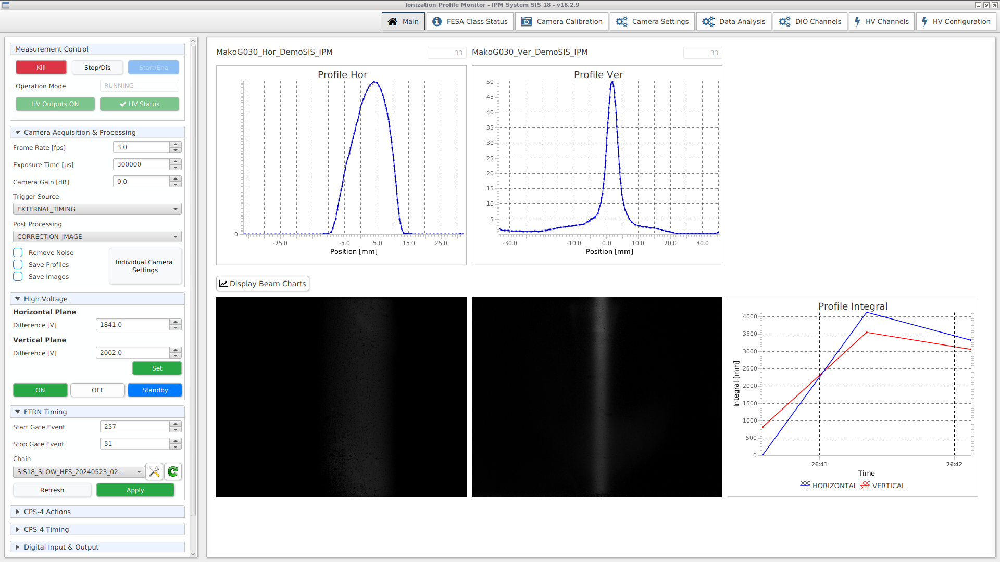 Ionization Profile Monitor - IPM System SIS 18 - v18.2.9
Main
FESA Class Status
Camera Calibration
Camera Settings
Data Analysis
DIO Channels
HV Channels
HV Configuration
Measurement Control
Kill
Stop/Dis
Start/Ena
Operation Mode
RUNNING
HV Outputs ON
HV Status
Camera Acquisition & Processing
Frame Rate [fps]
3.0
Exposure Time [µs]
300000
Camera Gain [dB]
0.0
Trigger Source
EXTERNAL_TIMING
Post Processing
CORRECTION_IMAGE
Remove Noise
Save Profiles
Save Images
Individual Camera
Settings
High Voltage
Horizontal Plane
Difference [V]
1841.0
Vertical Plane
Difference [V]
2002.0
Set
ON
OFF
Standby
FTRN Timing
Start Gate Event
257
Stop Gate Event
51
Chain
SIS18_SLOW_HFS_20240523_02...
Refresh
Apply
CPS-4 Actions
CPS-4 Timing
Digital Input & Output
MakoG030_Hor_DemoSIS_IPM
33
Profile Hor
0
-25.0
-5.0
5.0
15.0
25.0
Position [mm]
MakoG030_Ver_DemoSIS_IPM
33
Profile Ver
50
45
40
35
30
25
20
15
10
5
-30.0
-10.0
0.0
10.0
20.0
30.0
Position [mm]
Display Beam Charts
Profile Integral
4000
3500
3000
2500
2000
1500
1000
500
0
Integral [mm]
26:41
26:42
Time
HORIZONTAL
VERTICAL